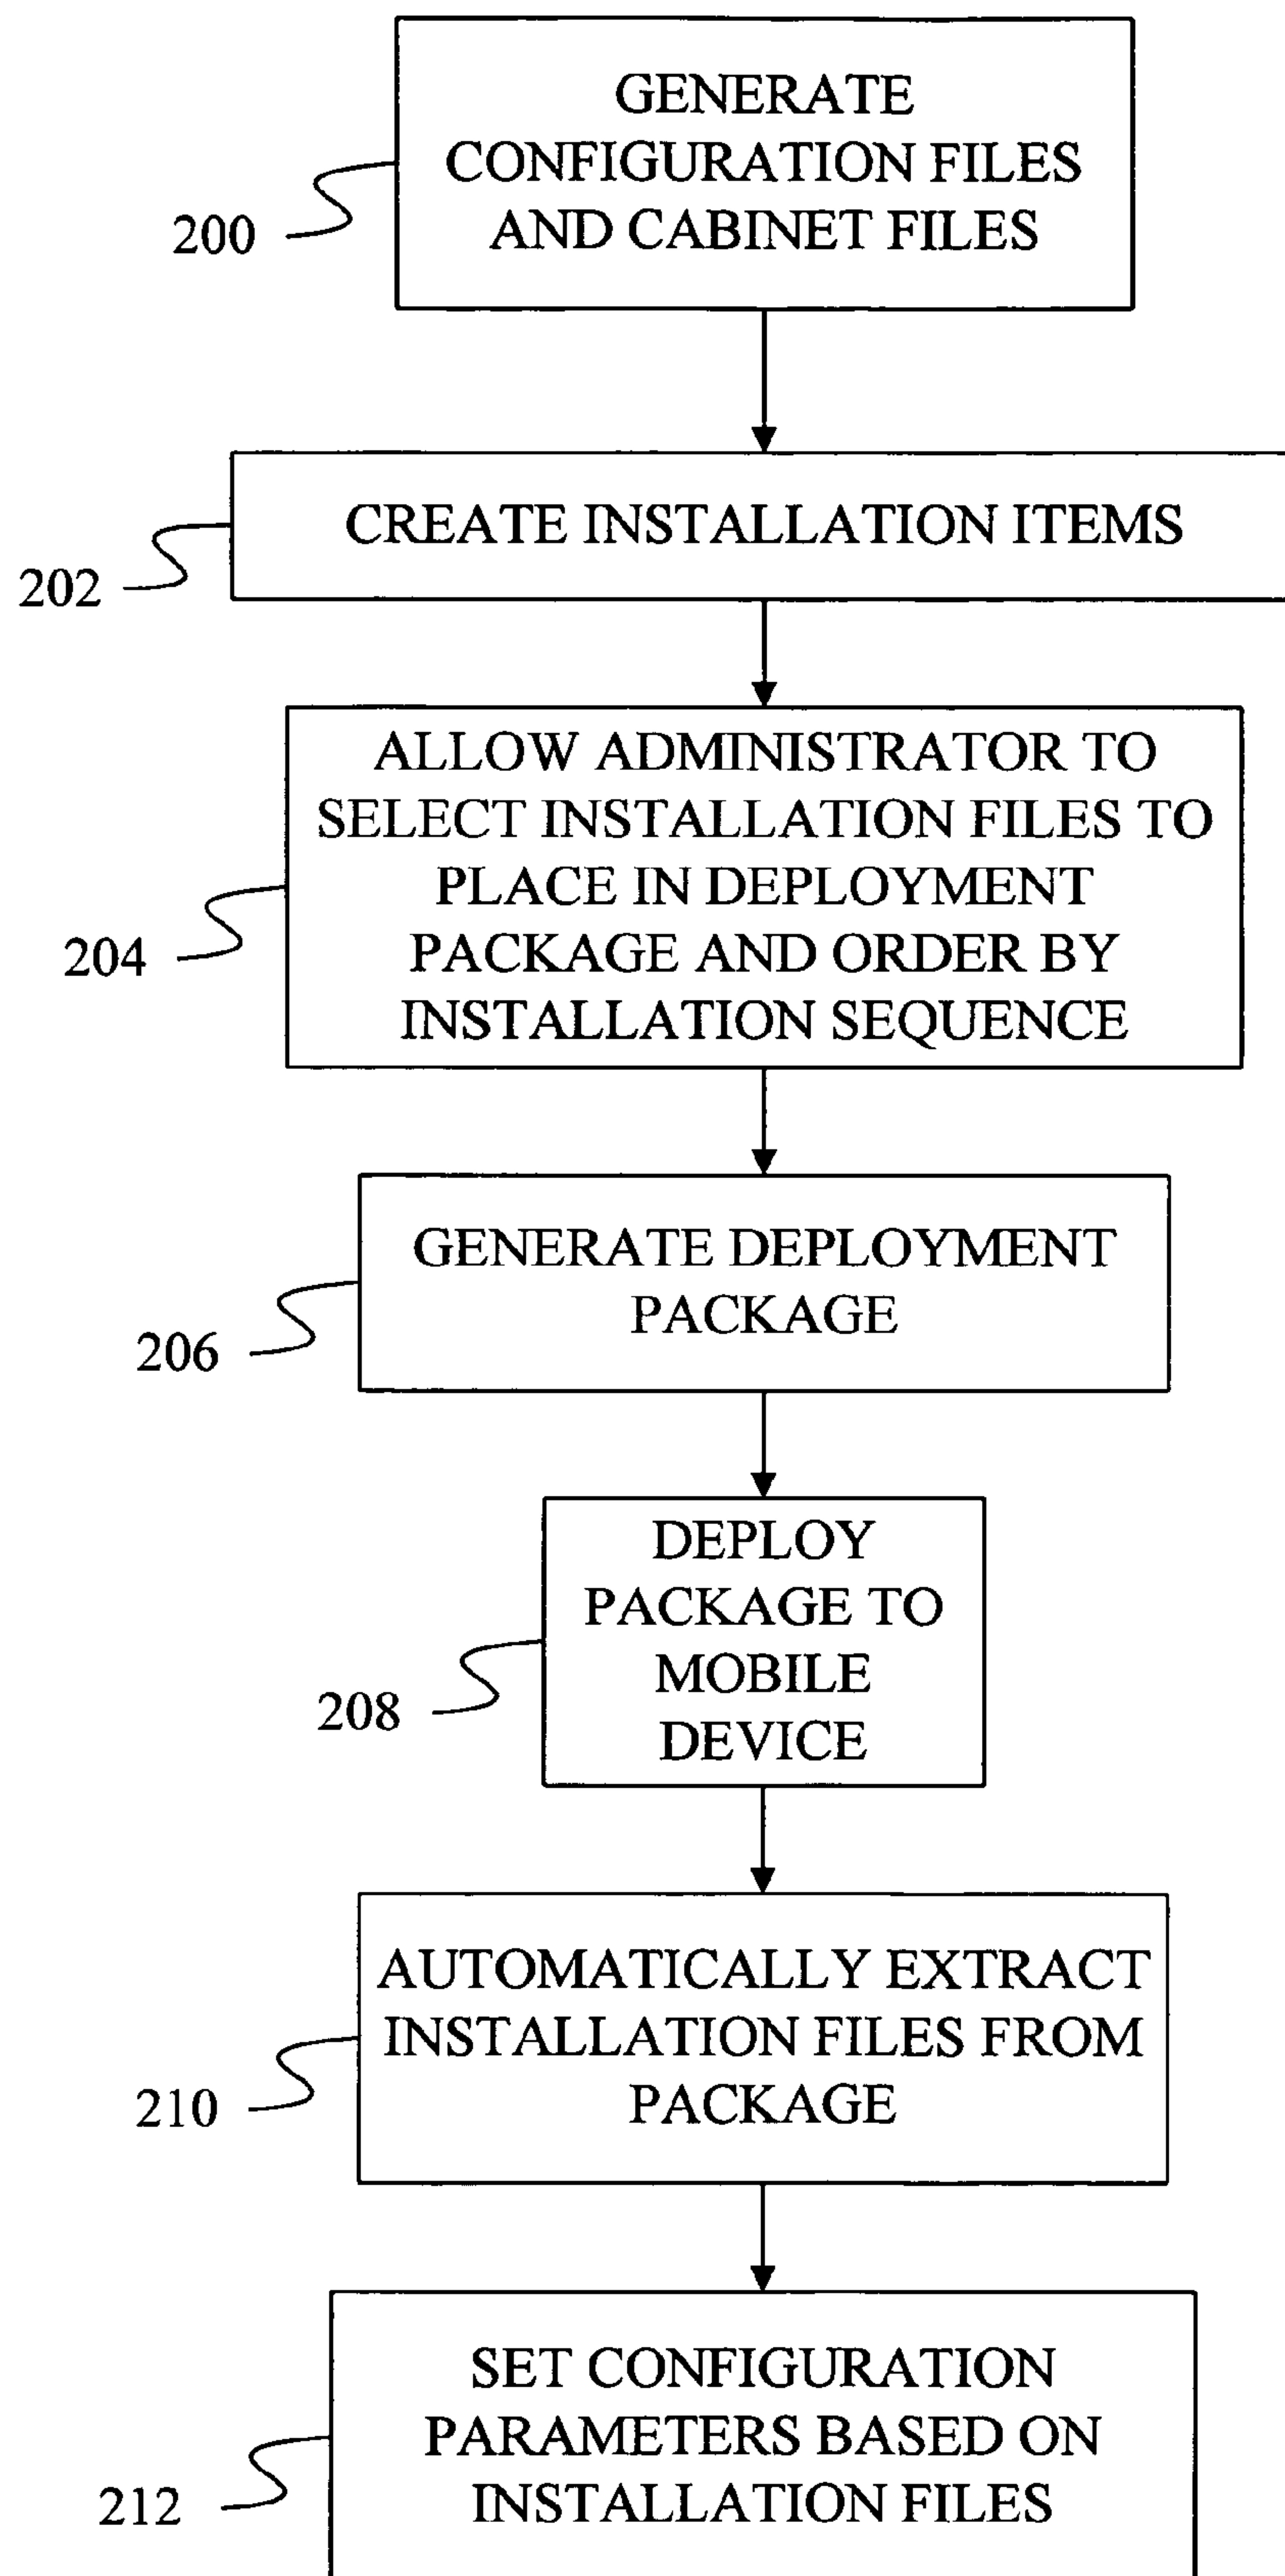 GENERATE
CONFIGURATION FILES
AND CABINET FILES
200
CREATE INSTALLATION ITEMS
202
ALLOW ADMINISTRATOR TO
SELECT INSTALLATION FILES TO
PLACE IN DEPLOYMENT
PACKAGE AND ORDER BY
INSTALLATION SEQUENCE
204
GENERATE DEPLOYMENT
PACKAGE
206
DEPLOY
PACKAGE TO
MOBILE
DEVICE
208
AUTOMATICALLY EXTRACT
INSTALLATION FILES FROM
PACKAGE
210
SET CONFIGURATION
PARAMETERS BASED ON
INSTALLATION FILES
212